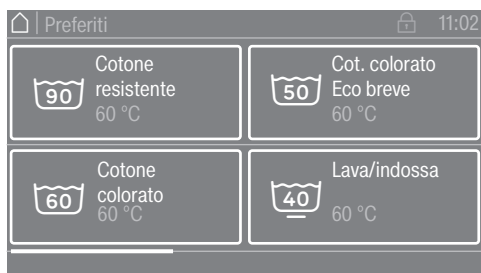 Preferiti
11:02
90
Cotone
resistente
60 °C
50
Cot. colorato
Eco breve
60 °C
60
Cotone
colorato
60 °C
40
Lava/indossa
60 °C